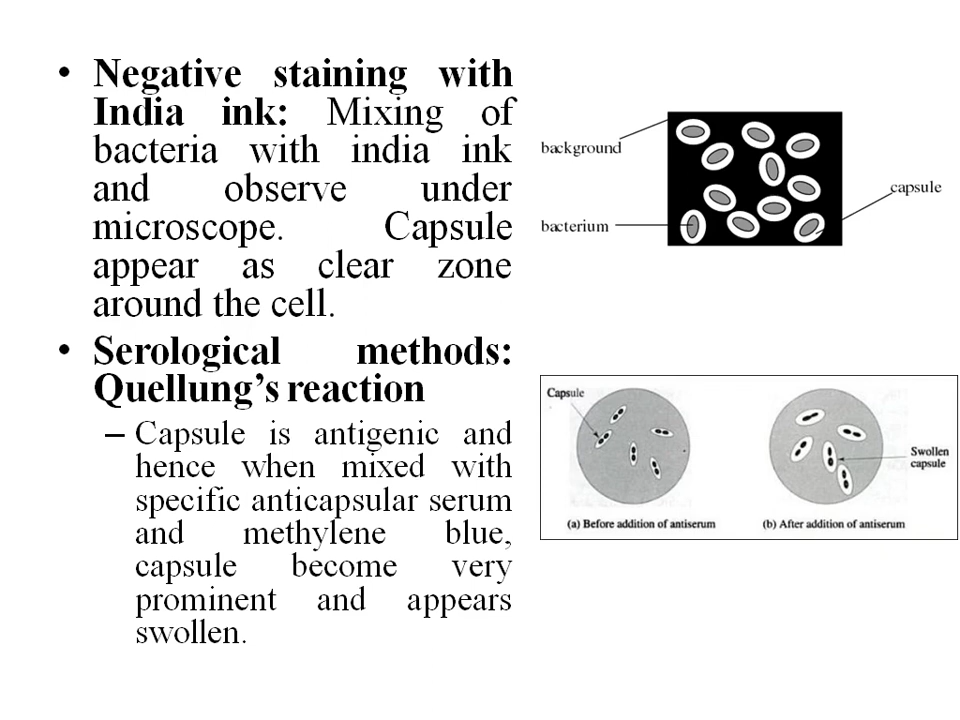 • Negative staining with
India ink: Mixing of
bacteria with india ink
and observe under
microscope. Capsule
appear as clear zone
around the cell.
• Serological methods:
Quellung’s reaction
– Capsule is antigenic and
hence when mixed with
specific anticapsular serum
and methylene blue,
capsule become very
prominent and appears
swollen.
background
capsule
bacterium
Capsule
Swollen
capsule
(a) Before addition of antiserum
(b) After addition of antiserum